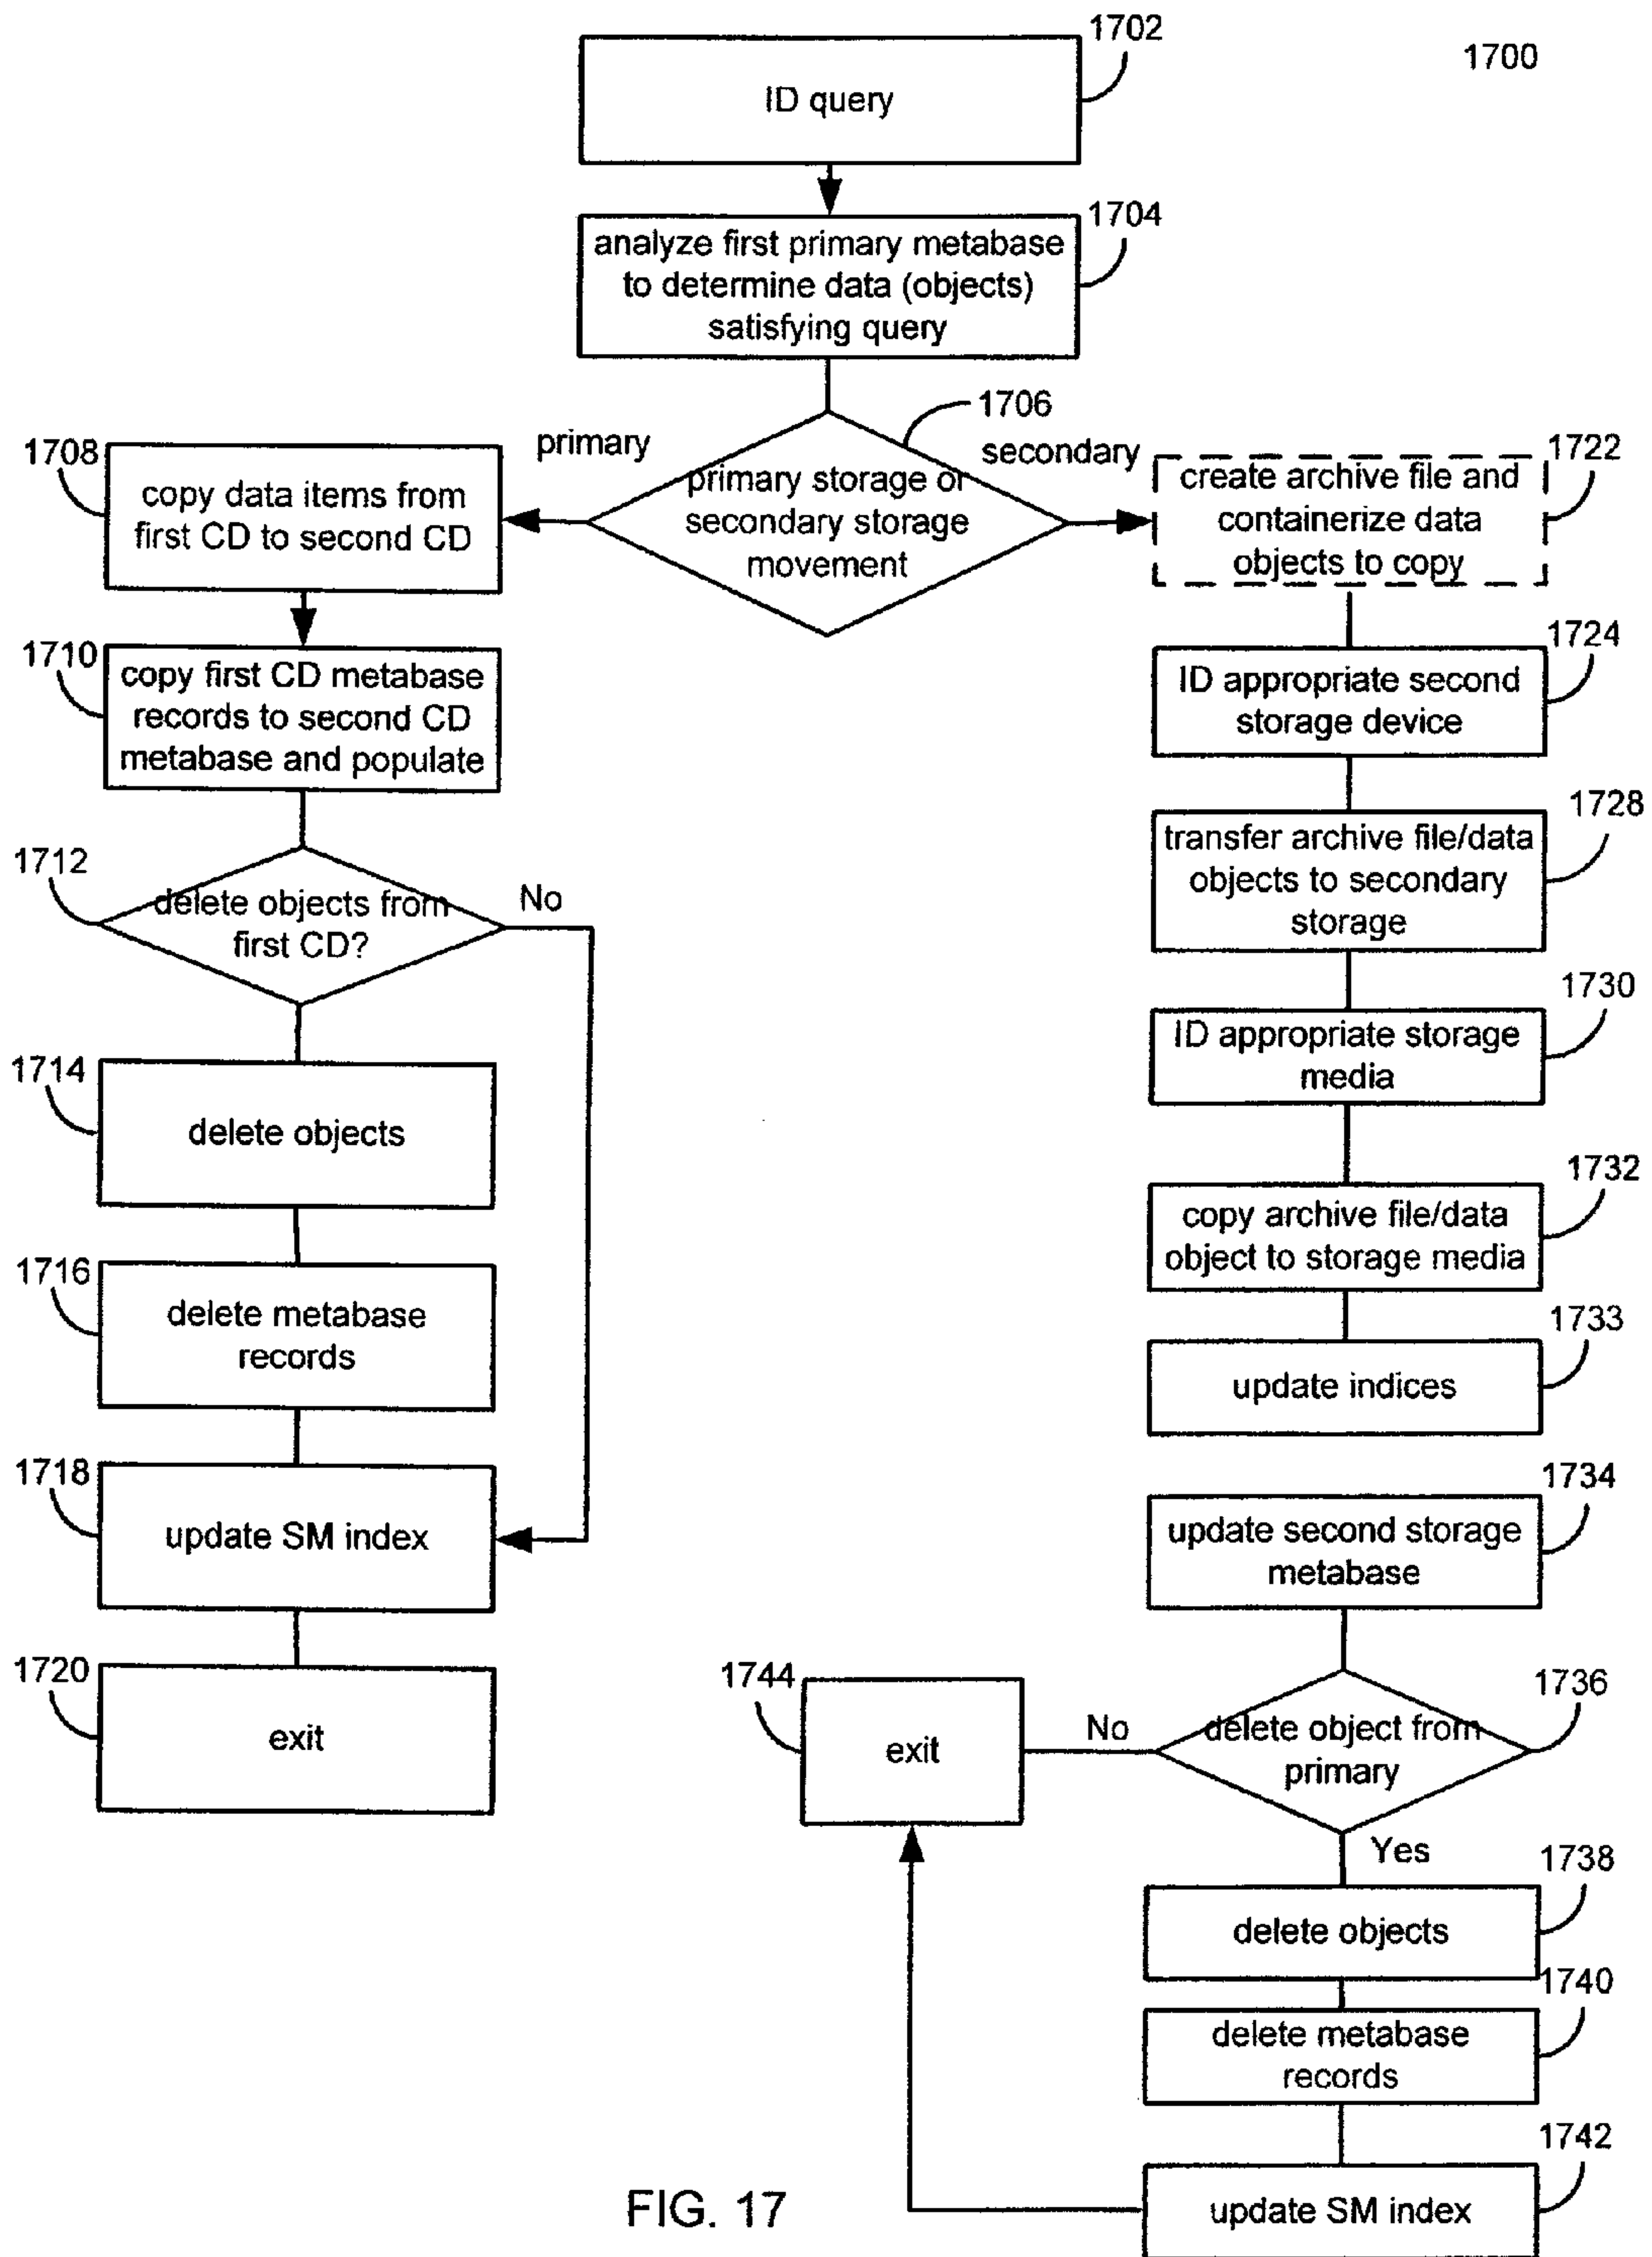 1702
1700
ID query
1704
analyze first primary metabase
to determine data (objects)
satisfying query
1706
primary
secondary
primary storage or
secondary storage
movement
1708
copy data items from
first CD to second CD
1710
copy first CD metabase
records to second CD
metabase and populate
1712
delete objects from
first CD?
No
1714
delete objects
1716
delete metabase
records
1718
update SM index
1720
exit
1722
create archive file and
containerize data
objects to copy
1724
ID appropriate second
storage device
1728
transfer archive file/data
objects to secondary
storage
1730
ID appropriate storage
media
1732
copy archive file/data
object to storage media
1733
update indices
1734
update second storage
metabase
1736
delete object from
primary
No
1744
exit
Yes
1738
delete objects
1740
delete metabase
records
1742
update SM index
FIG. 17